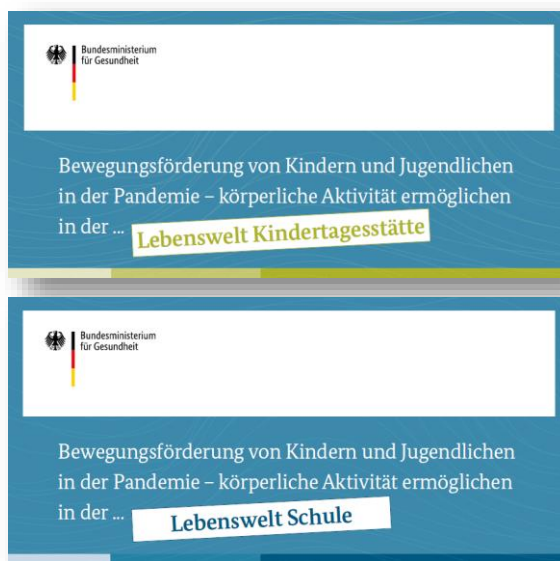 Bundesministerium
für Gesundheit
Bewegungsförderung von Kindern und Jugendlichen
in der Pandemie – körperliche Aktivität ermöglichen
in der ... Lebenswelt Kindertagesstätte
Bundesministerium
für Gesundheit
Bewegungsförderung von Kindern und Jugendlichen
in der Pandemie – körperliche Aktivität ermöglichen
in der ... Lebenswelt Schule